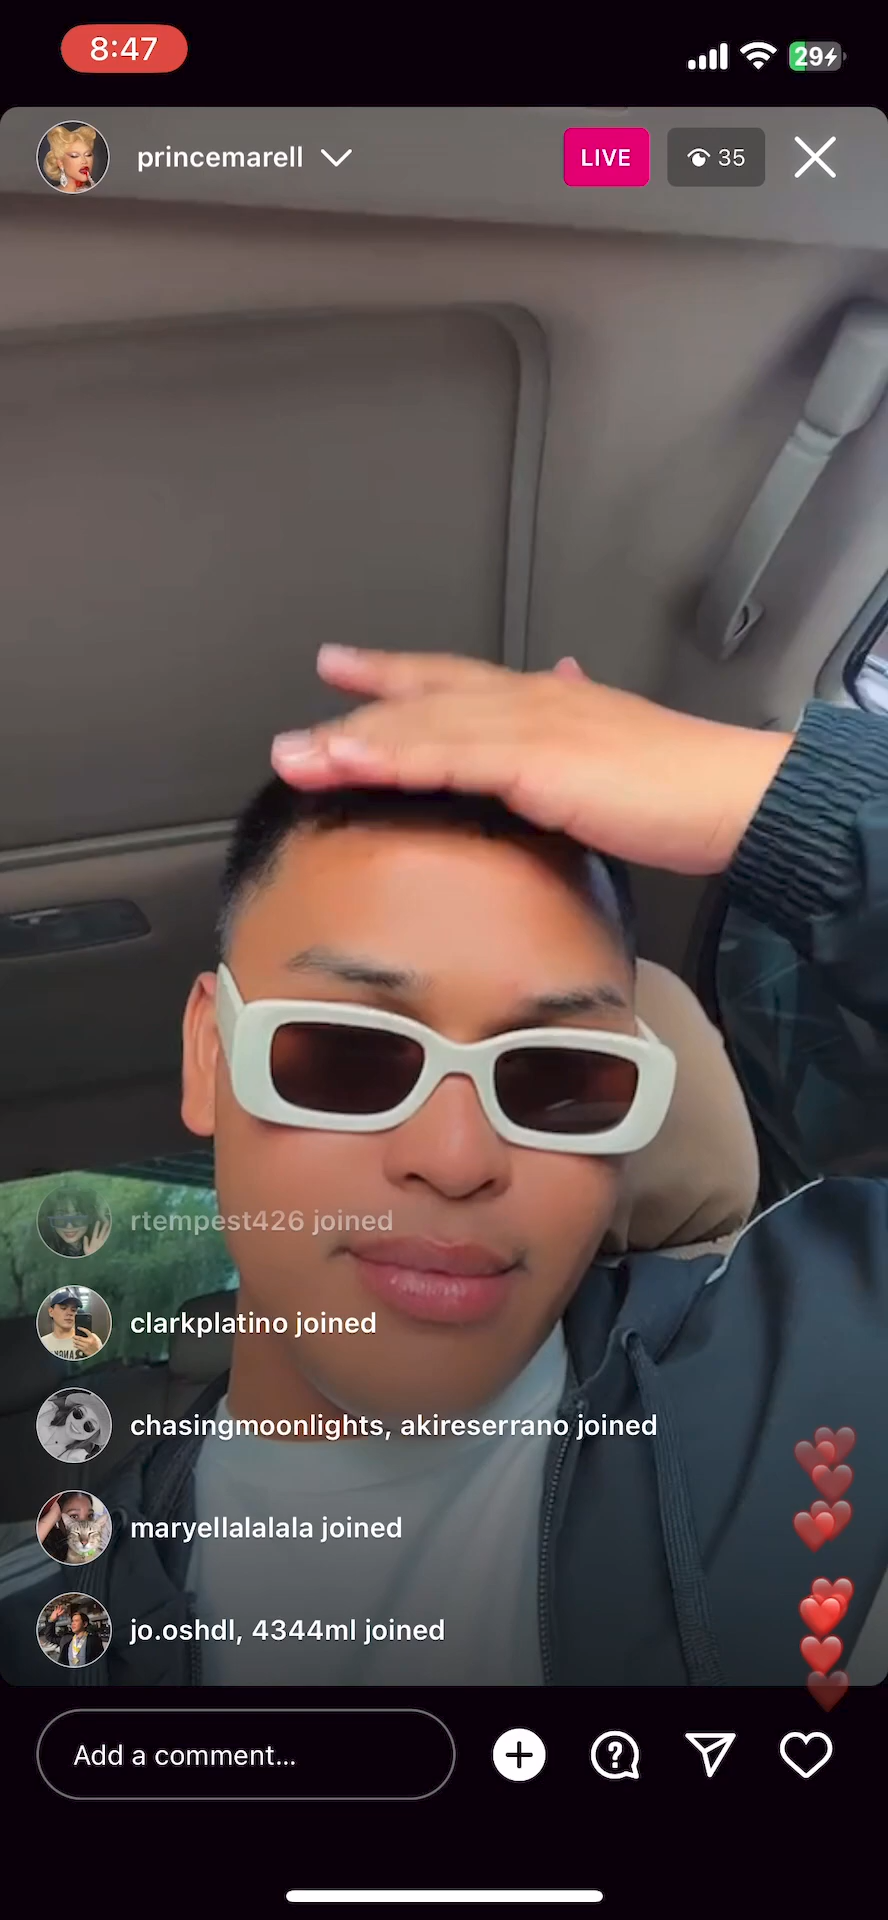 8:47
29
princemarell
LIVE
35
rtempest426 joined
clarkplatino joined
chasingmoonlights, akireserrano joined
maryellalalala joined
jo.oshdl, 4344ml joined
Add a comment...